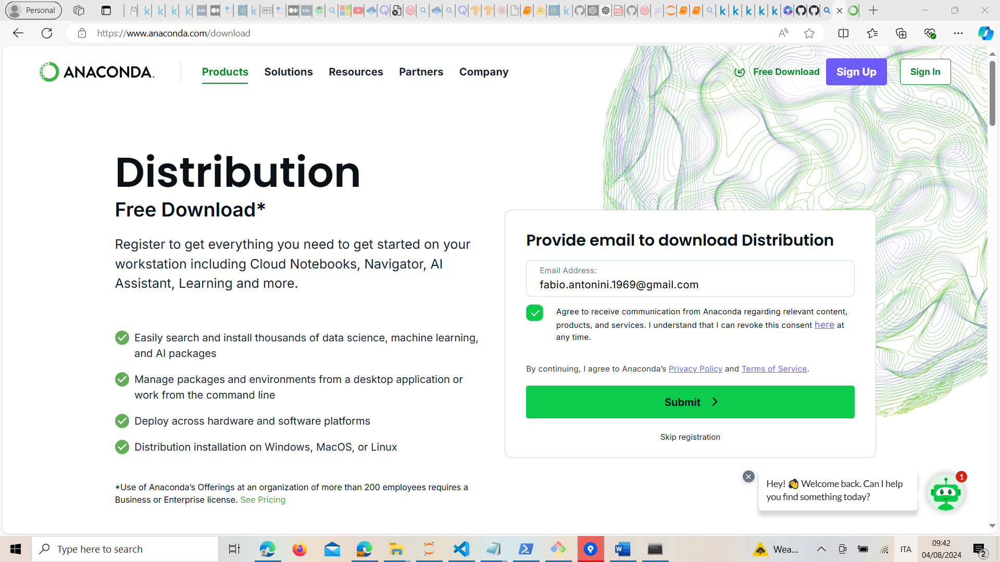 Personal
tds
M↓
tds
PDF
k
k
k
k
k
https://www.anaconda.com/download
ANACONDA.
Products
Solutions
Resources
Partners
Company
Free Download
Sign Up
Sign In
Distribution
Free Download*
Register to get everything you need to get started on your
workstation including Cloud Notebooks, Navigator, AI
Assistant, Learning and more.
Easily search and install thousands of data science, machine learning,
and AI packages
Manage packages and environments from a desktop application or
work from the command line
Deploy across hardware and software platforms
Distribution installation on Windows, MacOS, or Linux
*Use of Anaconda's Offerings at an organization of more than 200 employees requires a
Business or Enterprise license. See Pricing
Provide email to download Distribution
Email Address:
fabio.antonini.1969@gmail.com
Agree to receive communication from Anaconda regarding relevant content,
products, and services. I understand that I can revoke this consent here at
any time.
By continuing, I agree to Anaconda's Privacy Policy and Terms of Service.
Submit
Skip registration
Hey! 👋 Welcome back. Can I help
you find something today?
1
Type here to search
Wea...
ITA
09:42
04/08/2024
2